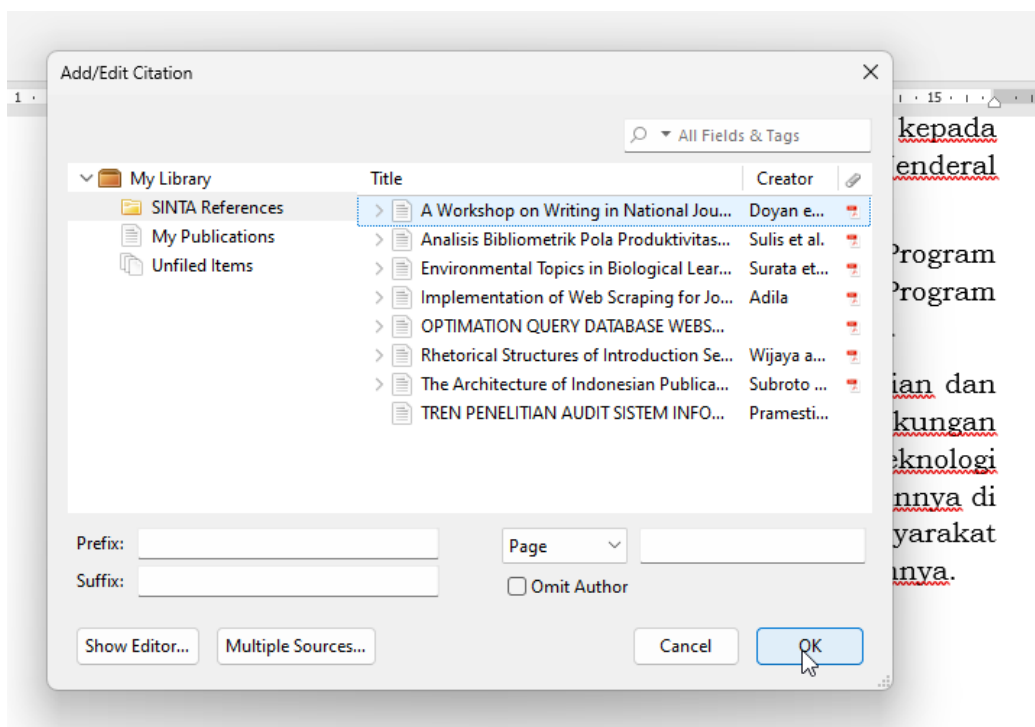 Add/Edit Citation
1
15
kepada
enderal
Program
Program
ian dan
kungan
eknologi
nnya di
yarakat
nnya.
All Fields & Tags
My Library
SINTA References
My Publications
Unfiled Items
Title Creator
A Workshop on Writing in National Jou... Doyan e...
Analisis Bibliometrik Pola Produktivitas... Sulis et al.
Environmental Topics in Biological Lear... Surata et...
Implementation of Web Scraping for Jo... Adila
OPTIMATION QUERY DATABASE WEBS...
Rhetorical Structures of Introduction Se... Wijaya a...
The Architecture of Indonesian Publica... Subroto ...
TREN PENELITIAN AUDIT SISTEM INFO... Pramesti...
Prefix:
Page
Suffix:
Omit Author
Show Editor... Multiple Sources... Cancel OK